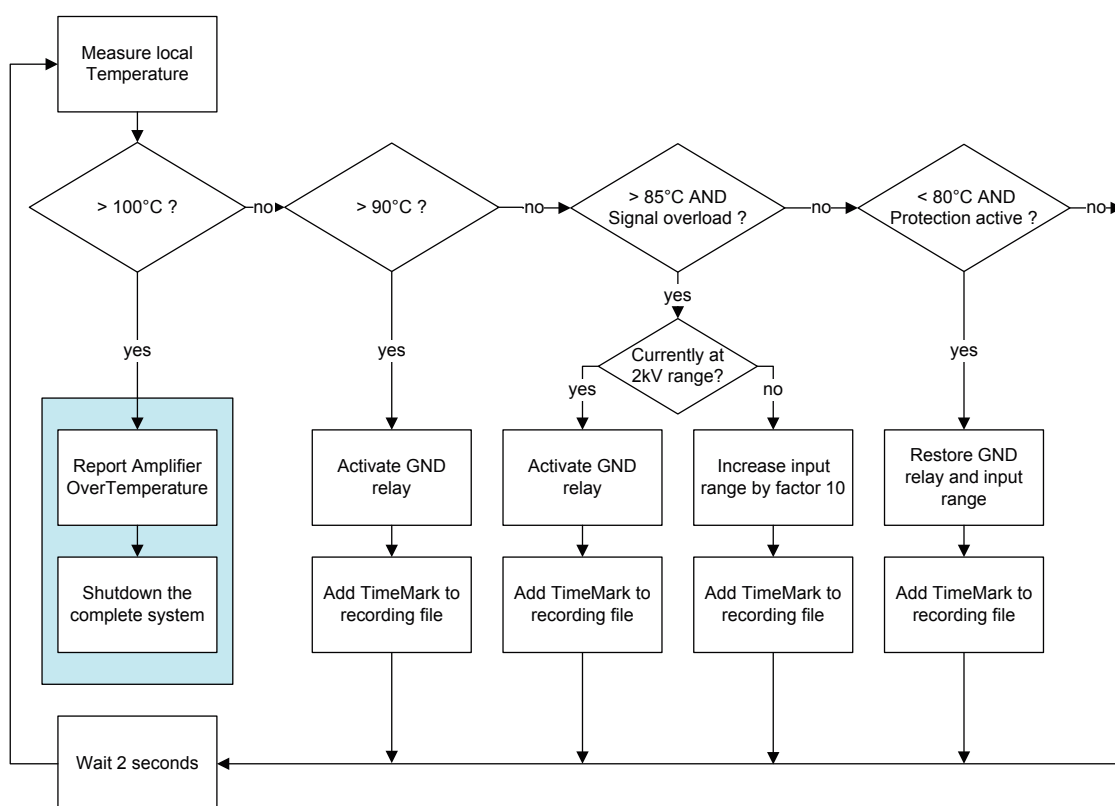 Measure local
Temperature
> 100°C ?
no
> 90°C ?
no
> 85°C AND
Signal overload ?
no
< 80°C AND
Protection active ?
no
yes
yes
yes
yes
Currently at
2kV range?
yes
no
Report Amplifier
OverTemperature
Activate GND
relay
Activate GND
relay
Increase input
range by factor 10
Restore GND
relay and input
range
Shutdown the
complete system
Add TimeMark to
recording file
Add TimeMark to
recording file
Add TimeMark to
recording file
Add TimeMark to
recording file
Wait 2 seconds